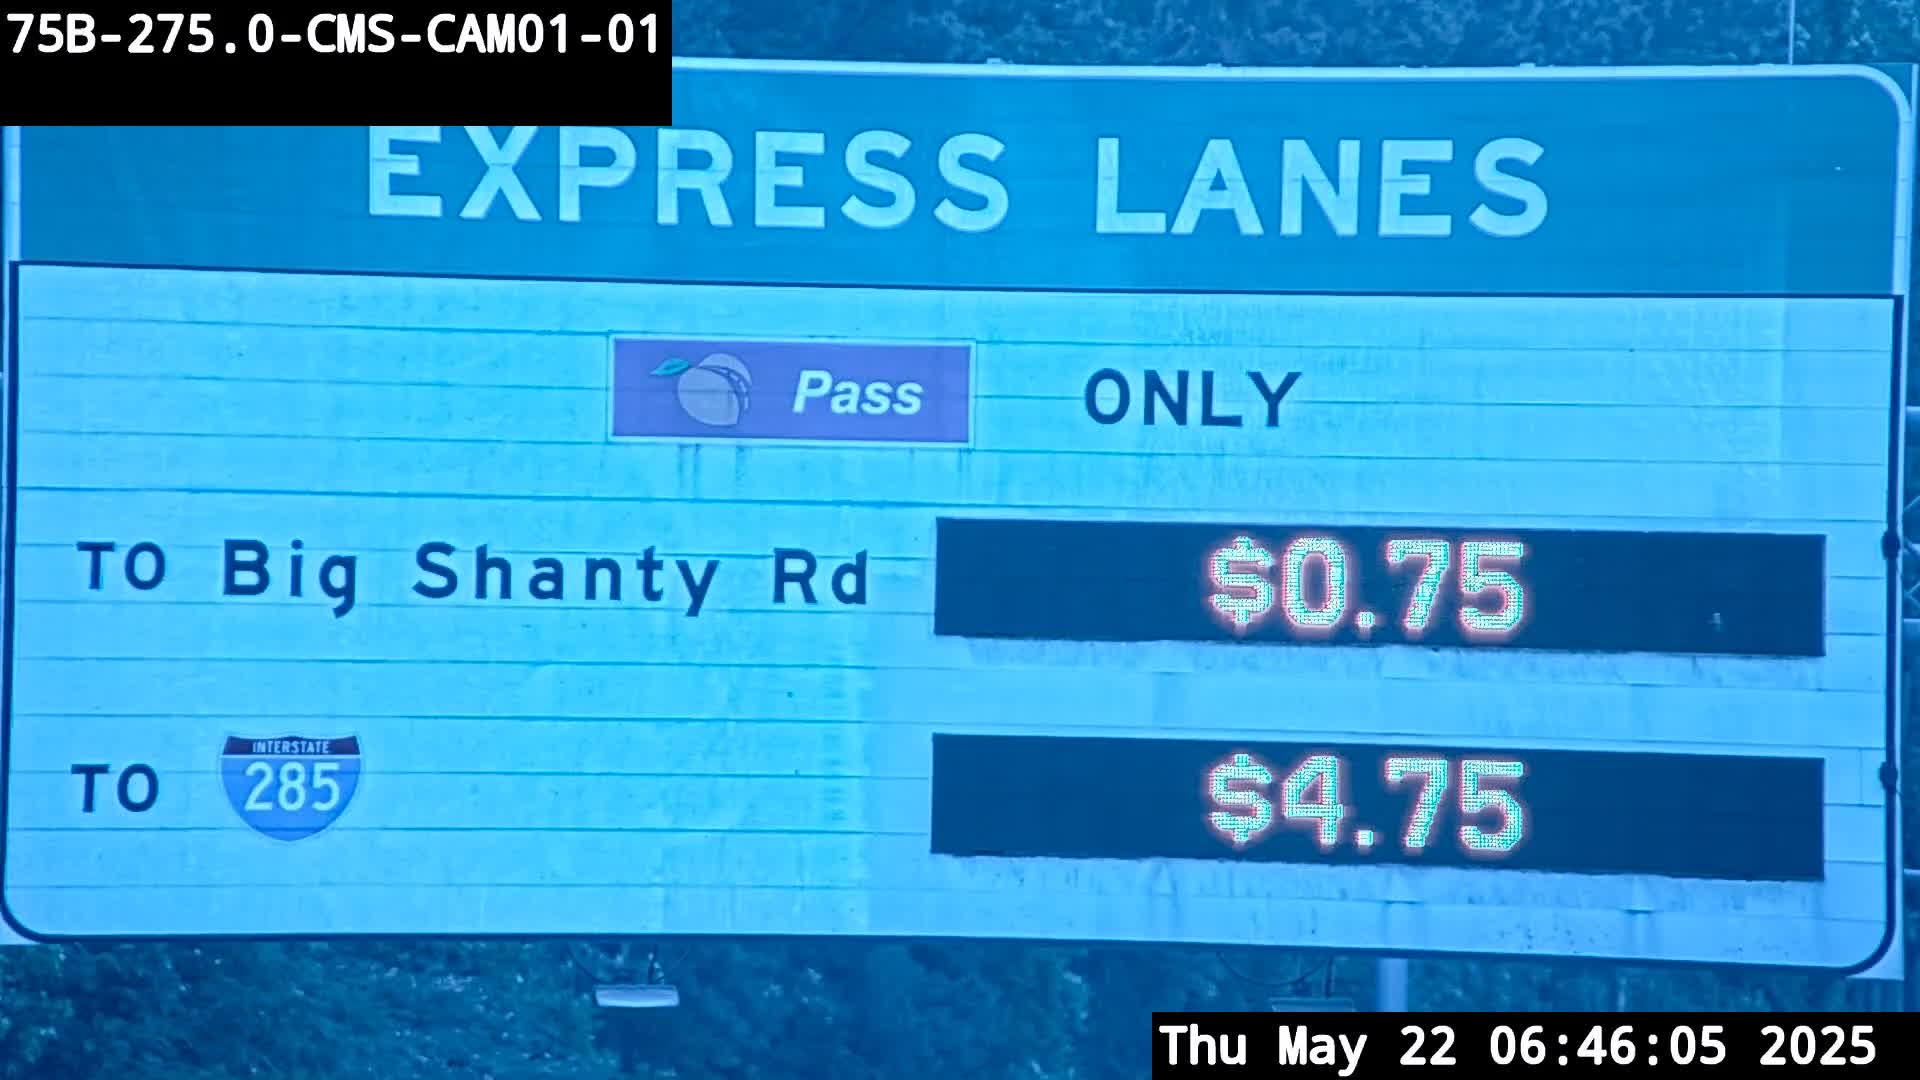 75B-275.0-CMS-CAM01-01
EXPRESS LANES
Pass ONLY
TO Big Shanty Rd $0.75
INTERSTATE
TO 285 $4.75
Thu May 22 06:46:05 2025